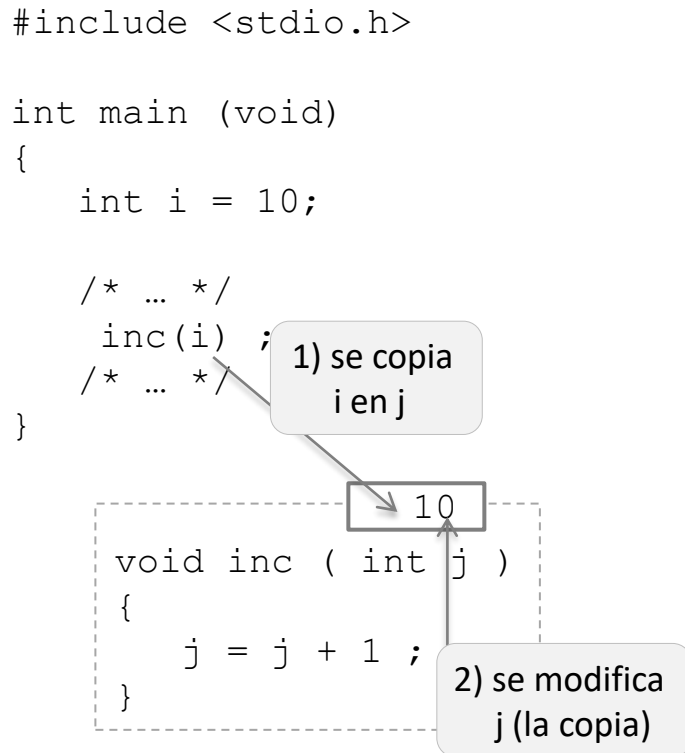 #include <stdio.h>
int main (void)
{
int i = 10;
/* … */
inc(i) ;
/* … */
}
1) se copia
i en j
10
void inc ( int j )
{
j = j + 1 ;
}
2) se modifica
j (la copia)